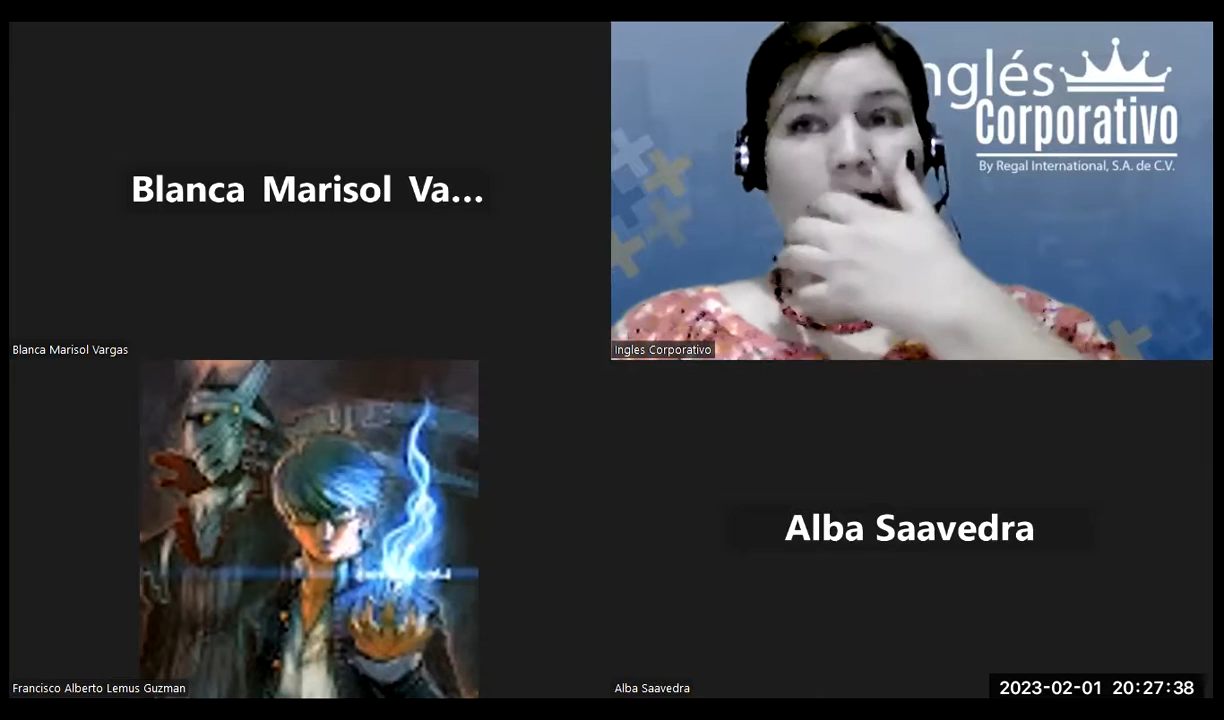 Blanca Marisol Va...
Blanca Marisol Vargas
nglés
Corporativo
By Regal International, S.A. de C.V.
Ingles Corporativo
Francisco Alberto Lemus Guzman
Alba Saavedra
Alba Saavedra
2023-02-01 20:27:38